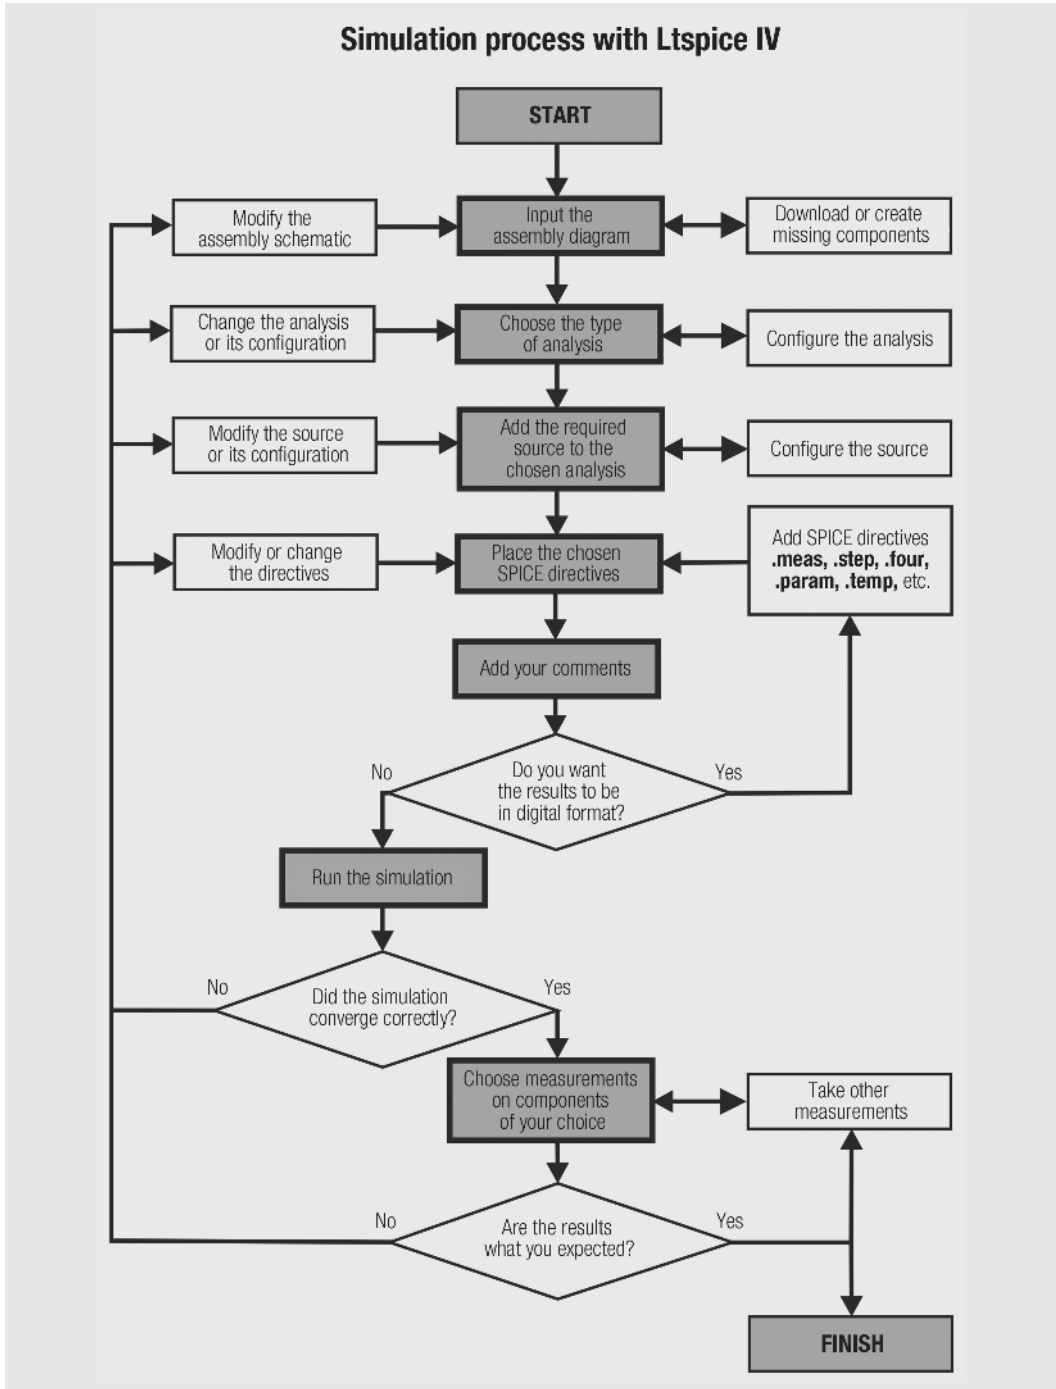 Simulation process with Ltspice IV
START
Modify the
assembly schematic
Input the
assembly diagram
Download or create
missing components
Change the analysis
or its configuration
Choose the type
of analysis
Configure the analysis
Modify the source
or its configuration
Add the required
source to the
chosen analysis
Configure the source
Modify or change
the directives
Place the chosen
SPICE directives
Add SPICE directives
.meas, .step, .four,
.param, .temp, etc.
Add your comments
No
Do you want
the results to be
in digital format?
Yes
Run the simulation
No
Did the simulation
converge correctly?
Yes
Choose measurements
on components
of your choice
Take other
measurements
No
Are the results
what you expected?
Yes
FINISH